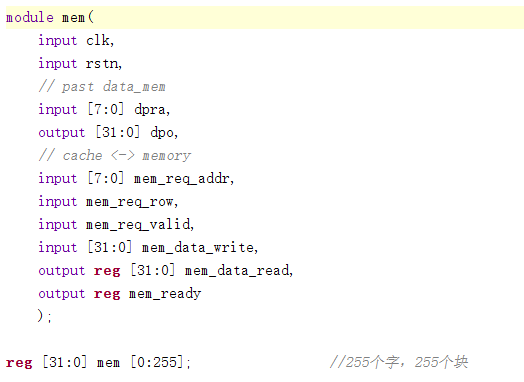 module mem(
input clk,
input rstn,
// past data_mem
input [7:0] dpra,
output [31:0] dpo,
// cache <-> memory
input [7:0] mem_req_addr,
input mem_req_row,
input mem_req_valid,
input [31:0] mem_data_write,
output reg [31:0] mem_data_read,
output reg mem_ready
);
reg [31:0] mem [0:255]; //255个字，255个块